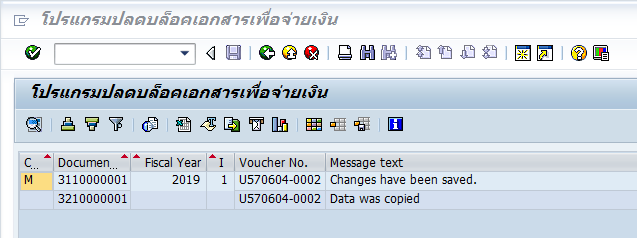 โปรแกรมปลดบล็อคเอกสารเพื่อจ่ายเงิน
โปรแกรมปลดบล็อคเอกสารเพื่อจ่ายเงิน
C... Documen... Fiscal Year I Voucher No. Message text
M 3110000001 2019 1 U570604-0002 Changes have been saved.
3210000001 U570604-0002 Data was copied